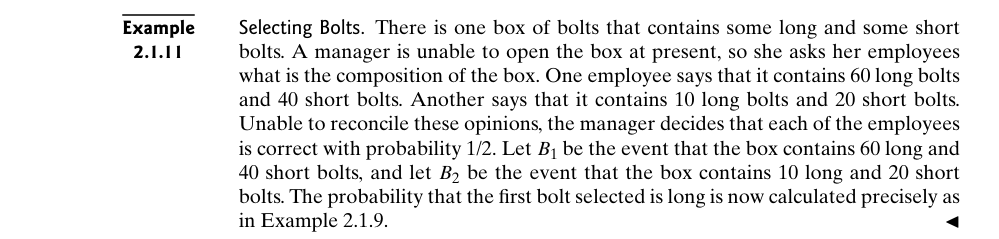 Example
2.1.11
Selecting Bolts. There is one box of bolts that contains some long and some short
bolts. A manager is unable to open the box at present, so she asks her employees
what is the composition of the box. One employee says that it contains 60 long bolts
and 40 short bolts. Another says that it contains 10 long bolts and 20 short bolts.
Unable to reconcile these opinions, the manager decides that each of the employees
is correct with probability 1/2. Let B₁ be the event that the box contains 60 long and
40 short bolts, and let B₂ be the event that the box contains 10 long and 20 short
bolts. The probability that the first bolt selected is long is now calculated precisely as
in Example 2.1.9. ◄